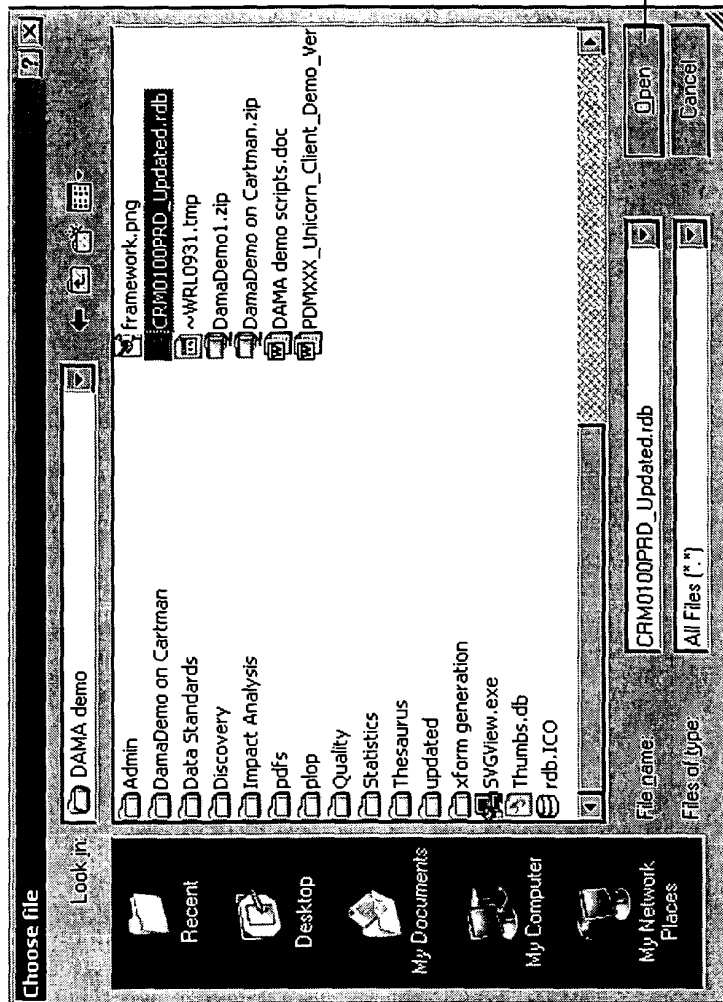 Choose file
Look in:
DAMA demo
Recent
Desktop
My Documents
My Computer
My Network
Places
Admin
DamaDemo on Cartman
Data Standards
Discovery
Impact Analysis
pdfs
plop
Quality
Statistics
Thesaurus
updated
xform generation
SVGView.exe
Thumbs.db
rdb.ICO
framework.png
CRM0100PRD_Updated.rdb
~WRL0931.tmp
DamaDemo1.zip
DamaDemo on Cartman.zip
DAMA demo scripts.doc
PDMXXX_Unicorn_Client_Demo_Ver
File name:
CRM0100PRD_Updated.rdb
Open
Files of type:
All Files (*.*)
Cancel